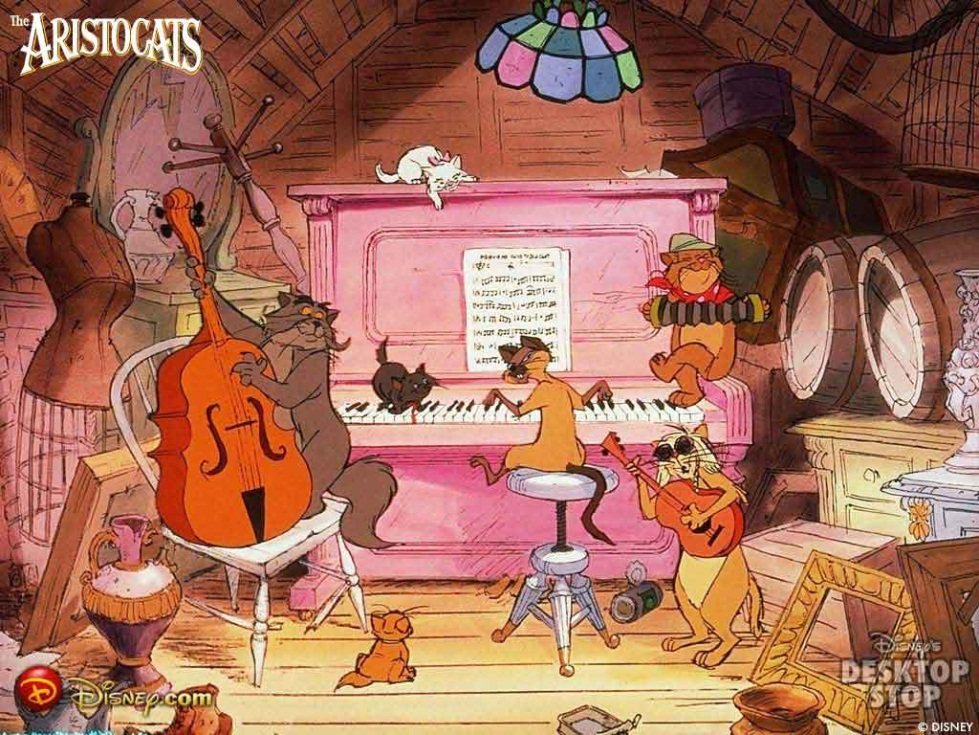 The
ARISTOCATS
DISNEY.com
DISNEY'S
DESKTOP
STOP
© DISNEY